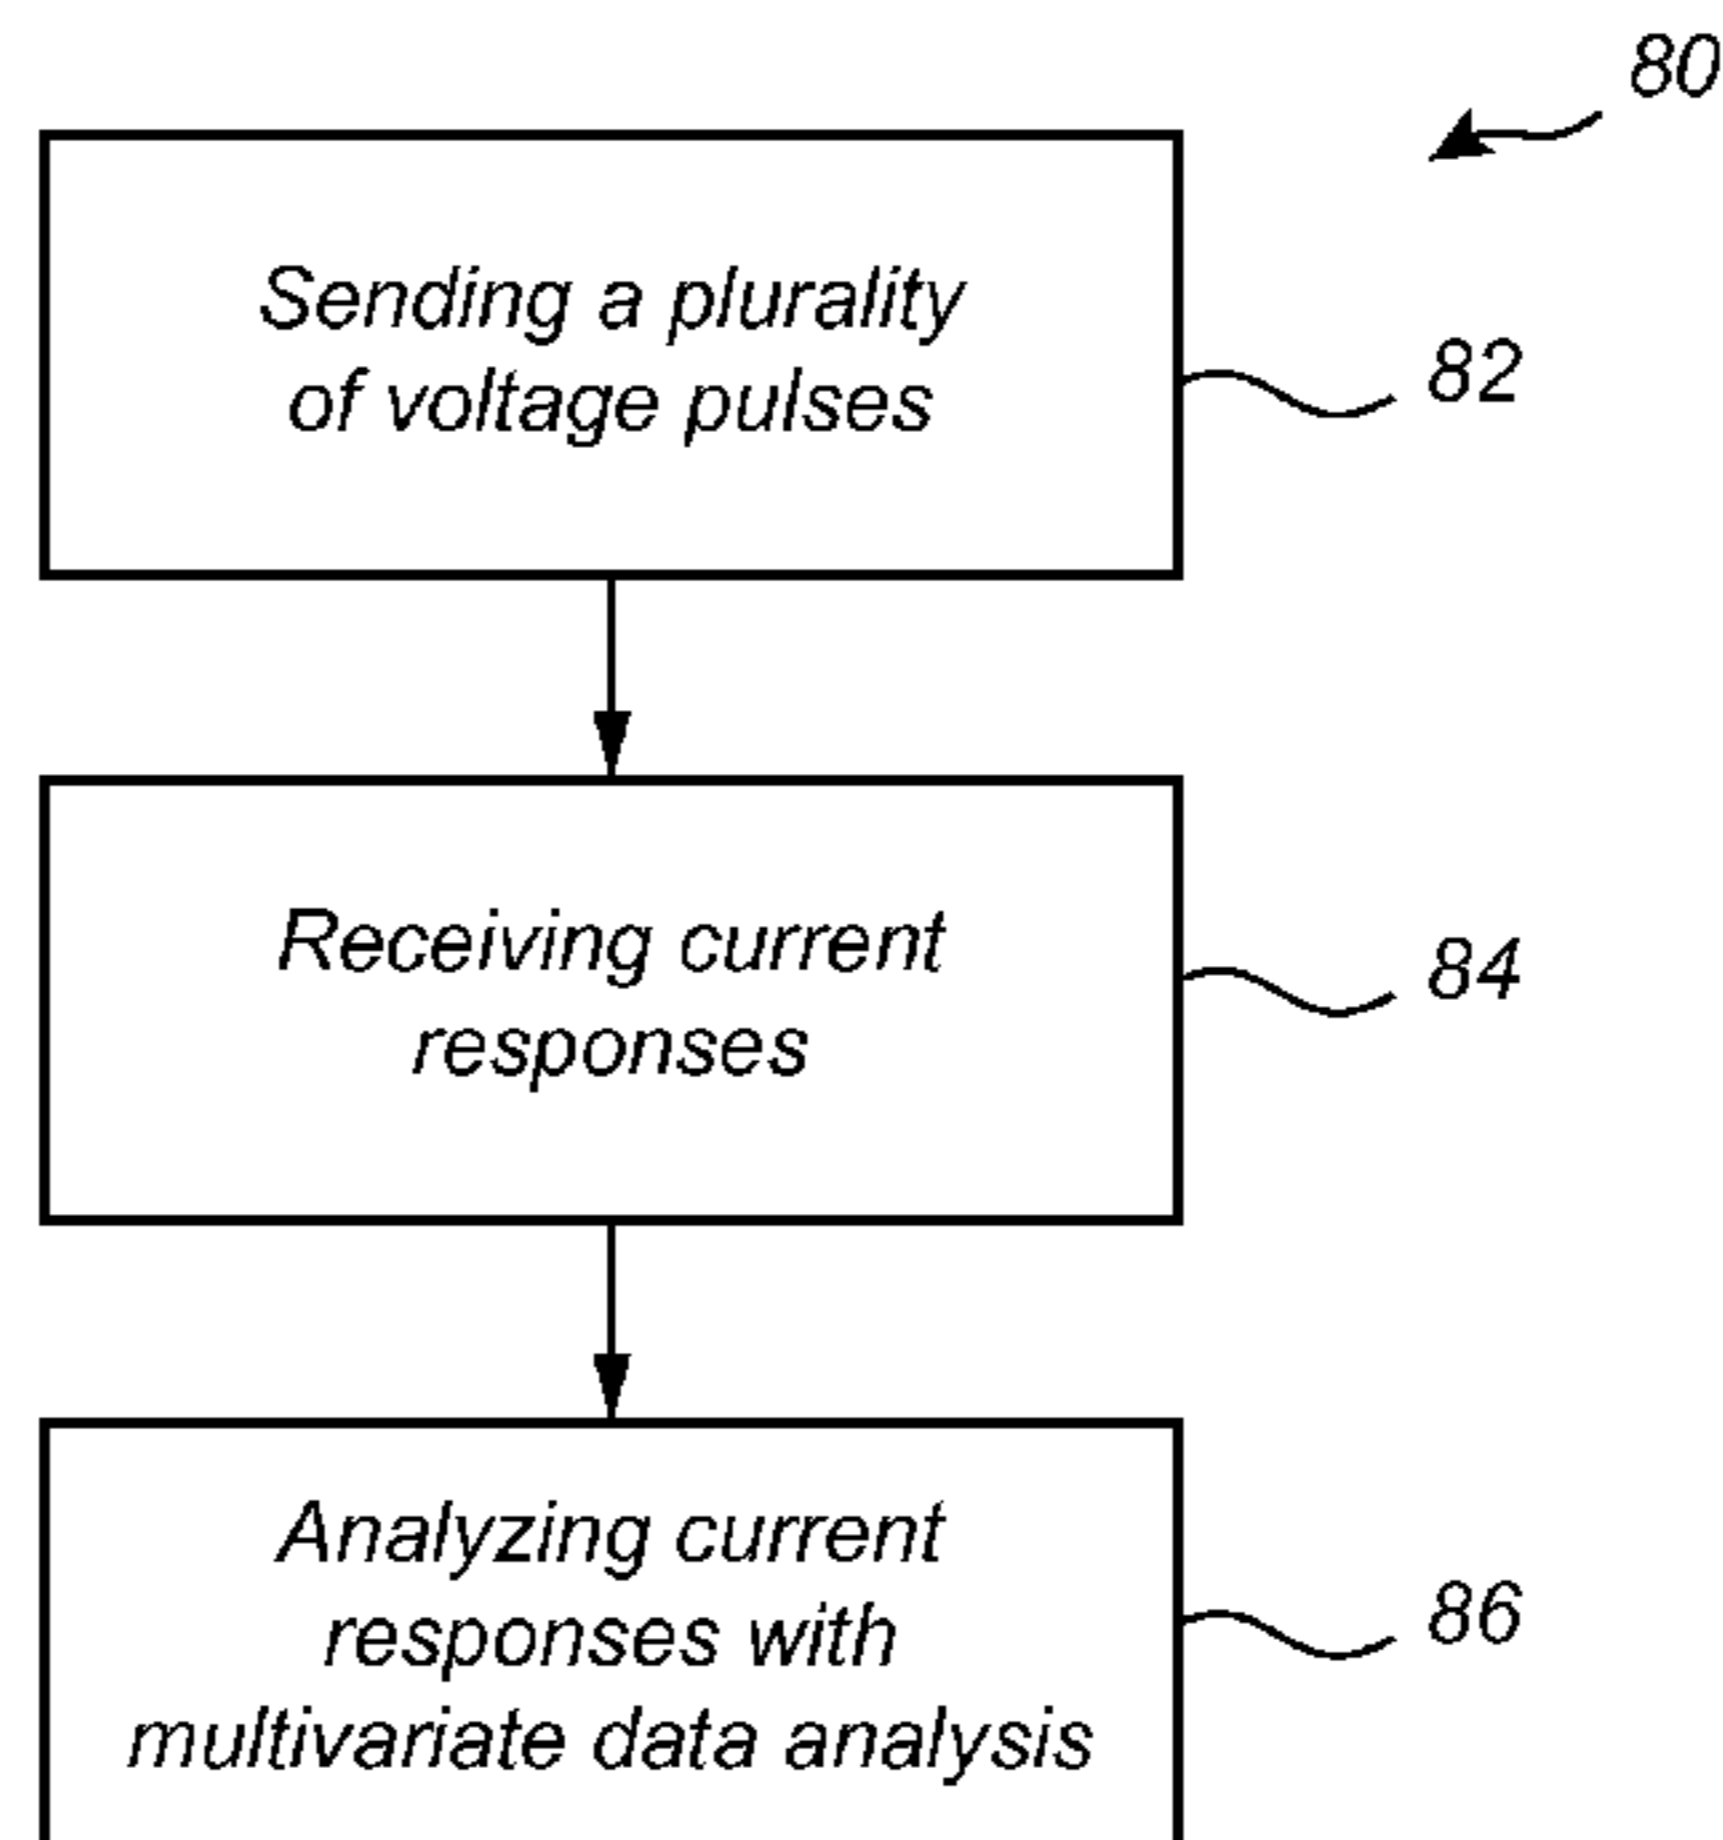 80
Sending a plurality
of voltage pulses
82
Receiving current
responses
84
Analyzing current
responses with
multivariate data analysis
86